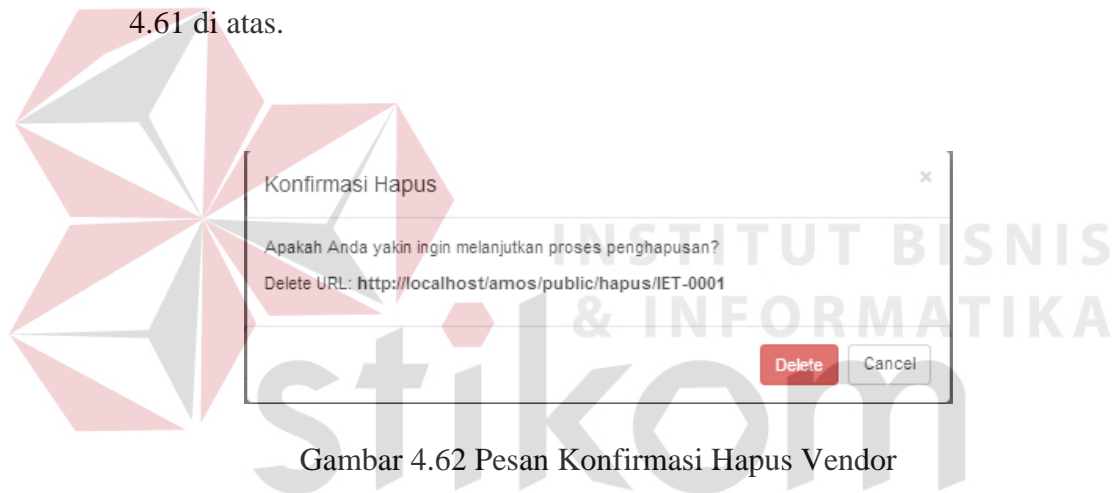 4.61 di atas.
Konfirmasi Hapus
×
Apakah Anda yakin ingin melanjutkan proses penghapusan?
Delete URL: http://localhost/amos/public/hapus/IET-0001
INSTITUT BISNIS
& INFORMATIKA
Delete Cancel
stikom
Gambar 4.62 Pesan Konfirmasi Hapus Vendor